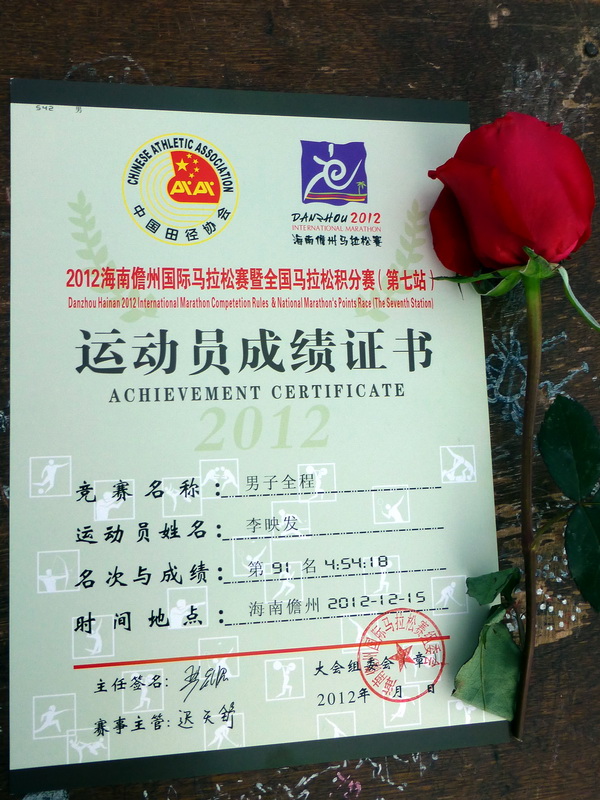 542 男
CHINESE ATHLETIC ASSOCIATION
中国田径协会
DANZHOU 2012
INTERNATIONAL MARATHON
海南儋州马拉松赛
2012海南儋州国际马拉松赛暨全国马拉松积分赛(第七站)
Danzhou Hainan 2012 International Marathon Competetion Rules & National Marathon's Points Race (The Seventh Station)
运动员成绩证书
ACHIEVEMENT CERTIFICATE
2012
竞赛名称：男子全程
运动员姓名：李映发
名次与成绩：第 91 名 4:54:18
时间地点：海南儋州 2012-12-15
主任签名：
大会组委会 章
赛事主管：
2012年 月 日